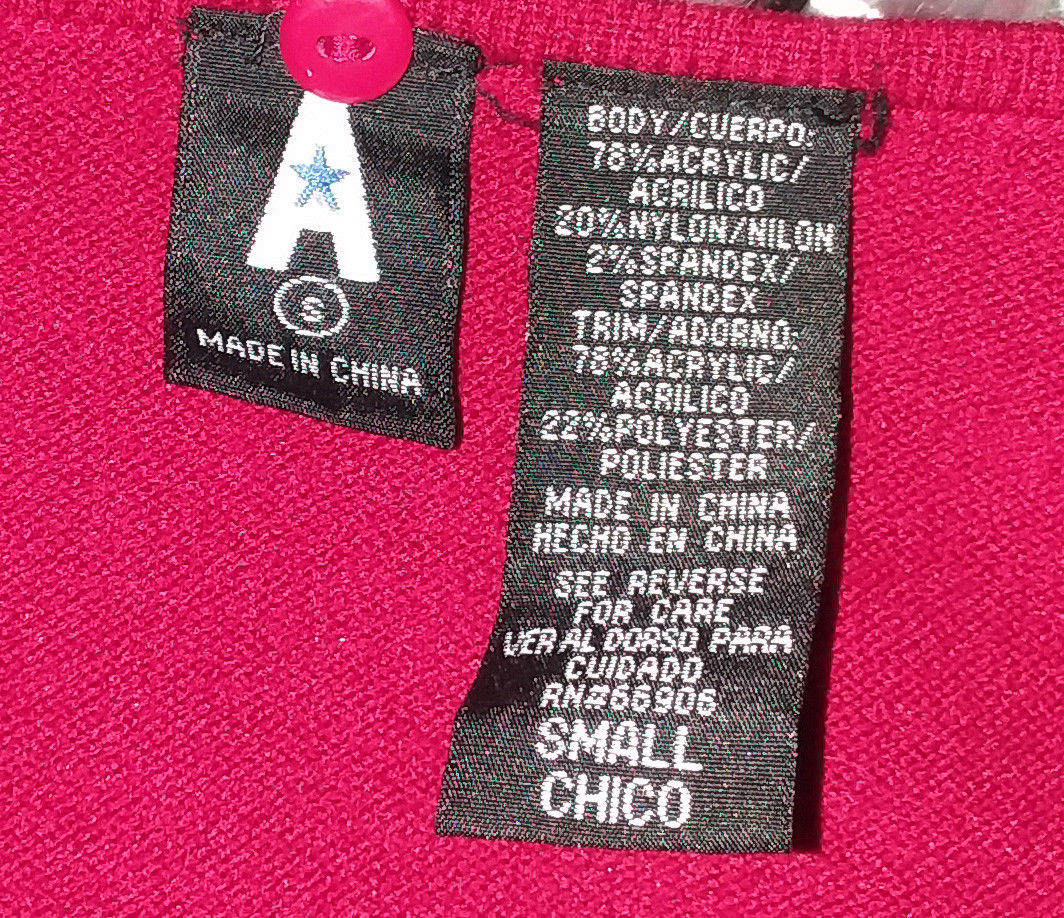 A
S
MADE IN CHINA
BODY/CUERPO:
78%ACRYLIC/
ACRILICO
20%NYLON/NILON
2%SPANDEX/
SPANDEX
TRIM/ADORNO:
78%ACRYLIC/
ACRILICO
22%POLYESTER/
POLIESTER
MADE IN CHINA
HECHO EN CHINA
SEE REVERSE
FOR CARE
VER AL DORSO PARA
CUIDADO
RN#66906
SMALL
CHICO